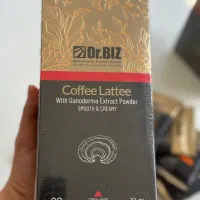 Dr.BIZ
Coffee Lattee
With Ganoderma Extract Powder
SMOOTH & CREAMY